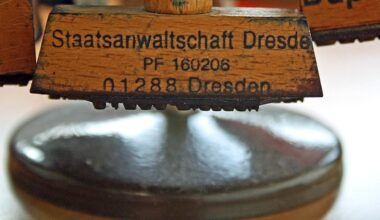 Staatsanwaltschaft Dresde
PF 160206
01288 Dresden